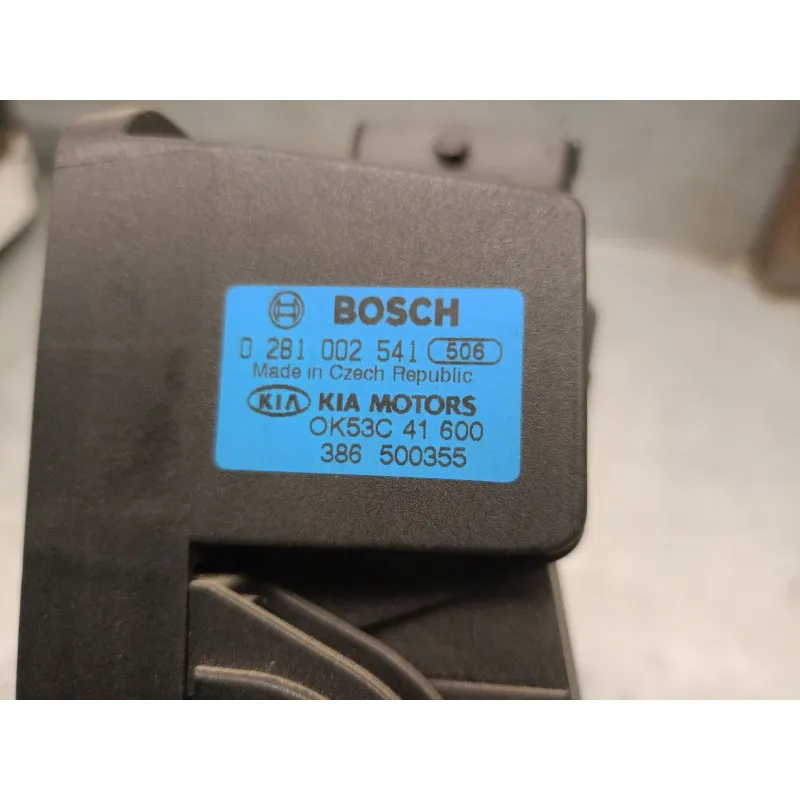 BOSCH
0 281 002 541 506
Made in Czech Republic
KIA KIA MOTORS
OK53C 41 600
386 500355